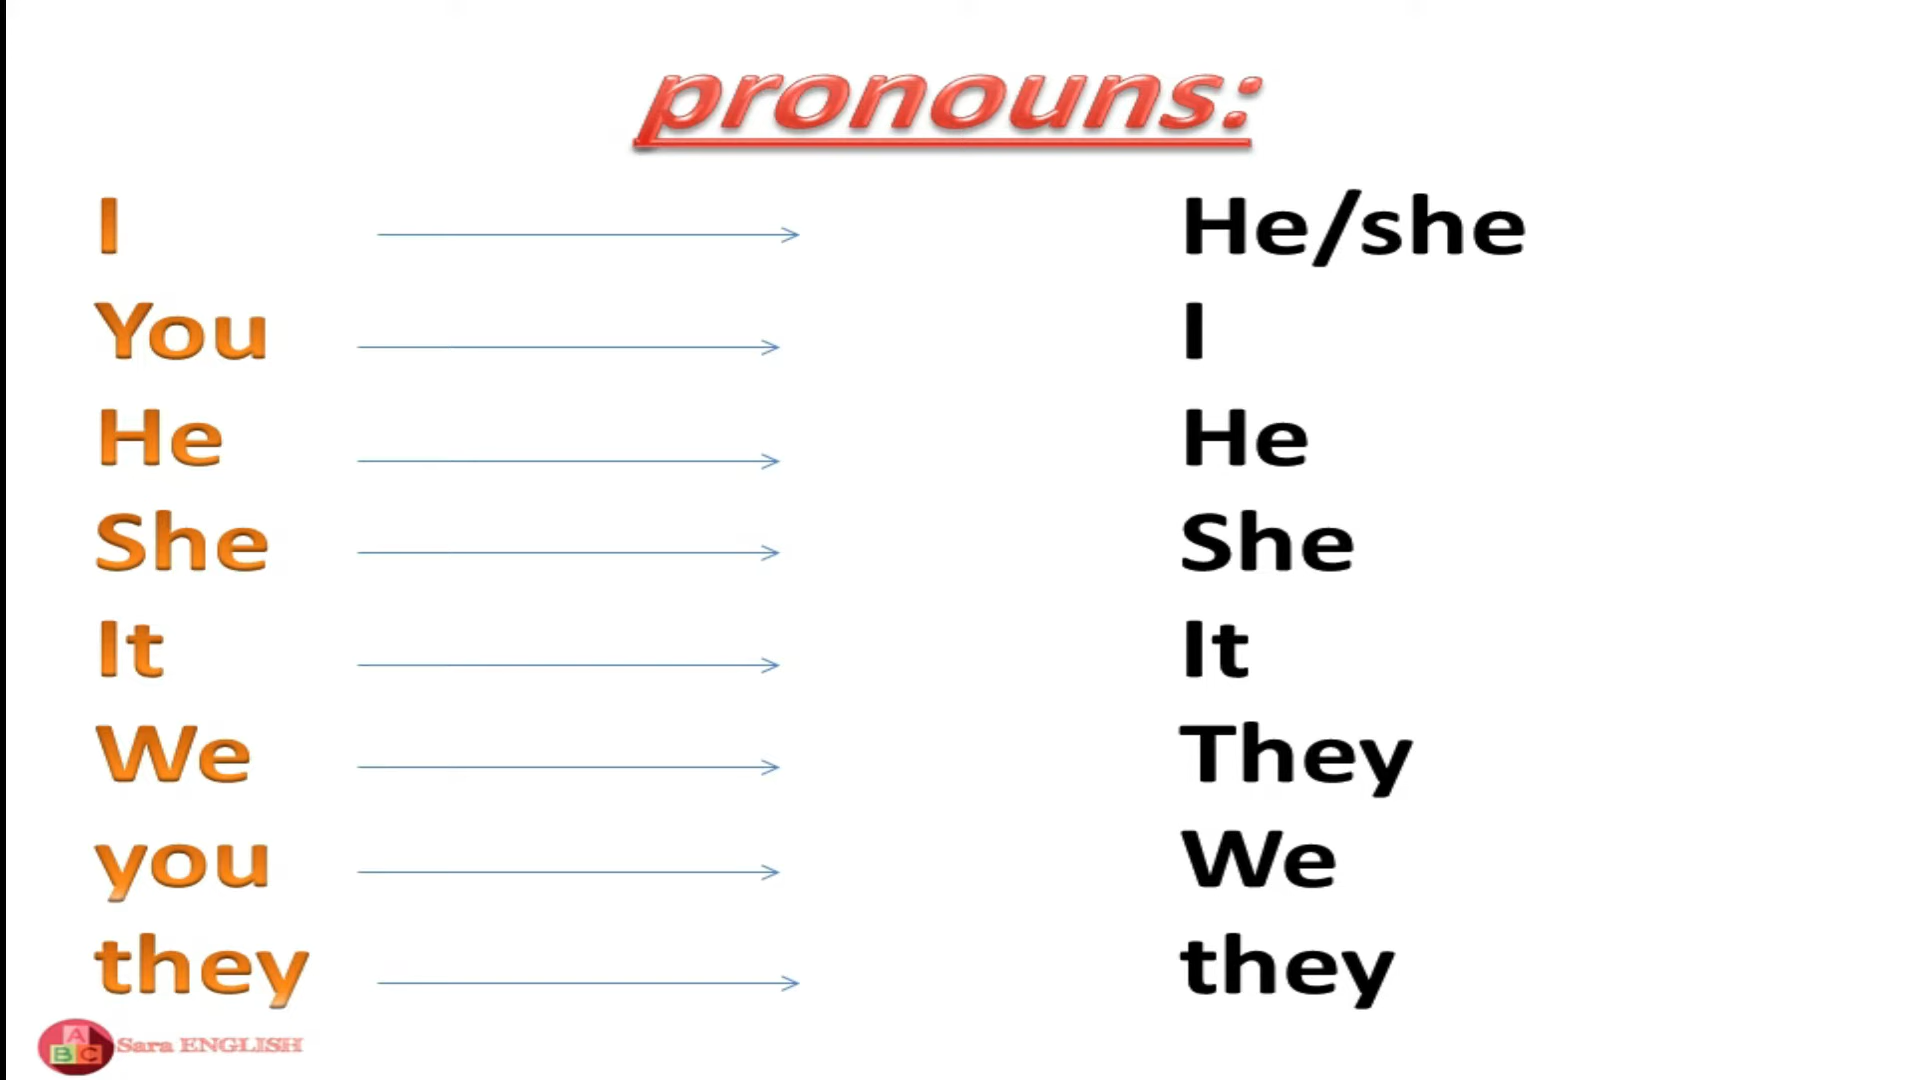 pronouns:
I He/she
You I
He He
She She
It It
We They
you We
they they
A
B C
Sara ENGLISH